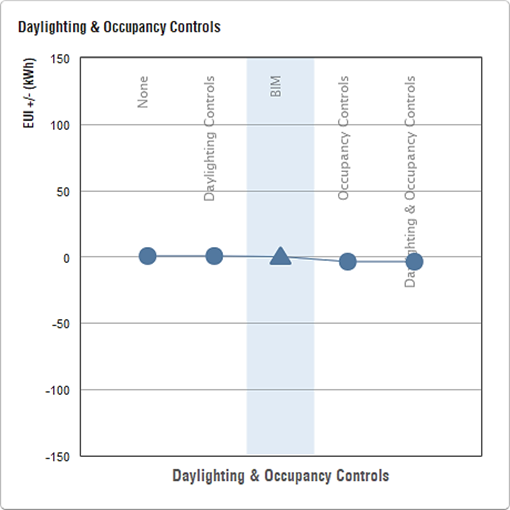 Daylighting & Occupancy Controls
EUI +/- (kWh)
150
100
50
0
-50
-100
-150
None
Daylighting Controls
BIM
Occupancy Controls
Daylighting & Occupancy Controls
Daylighting & Occupancy Controls